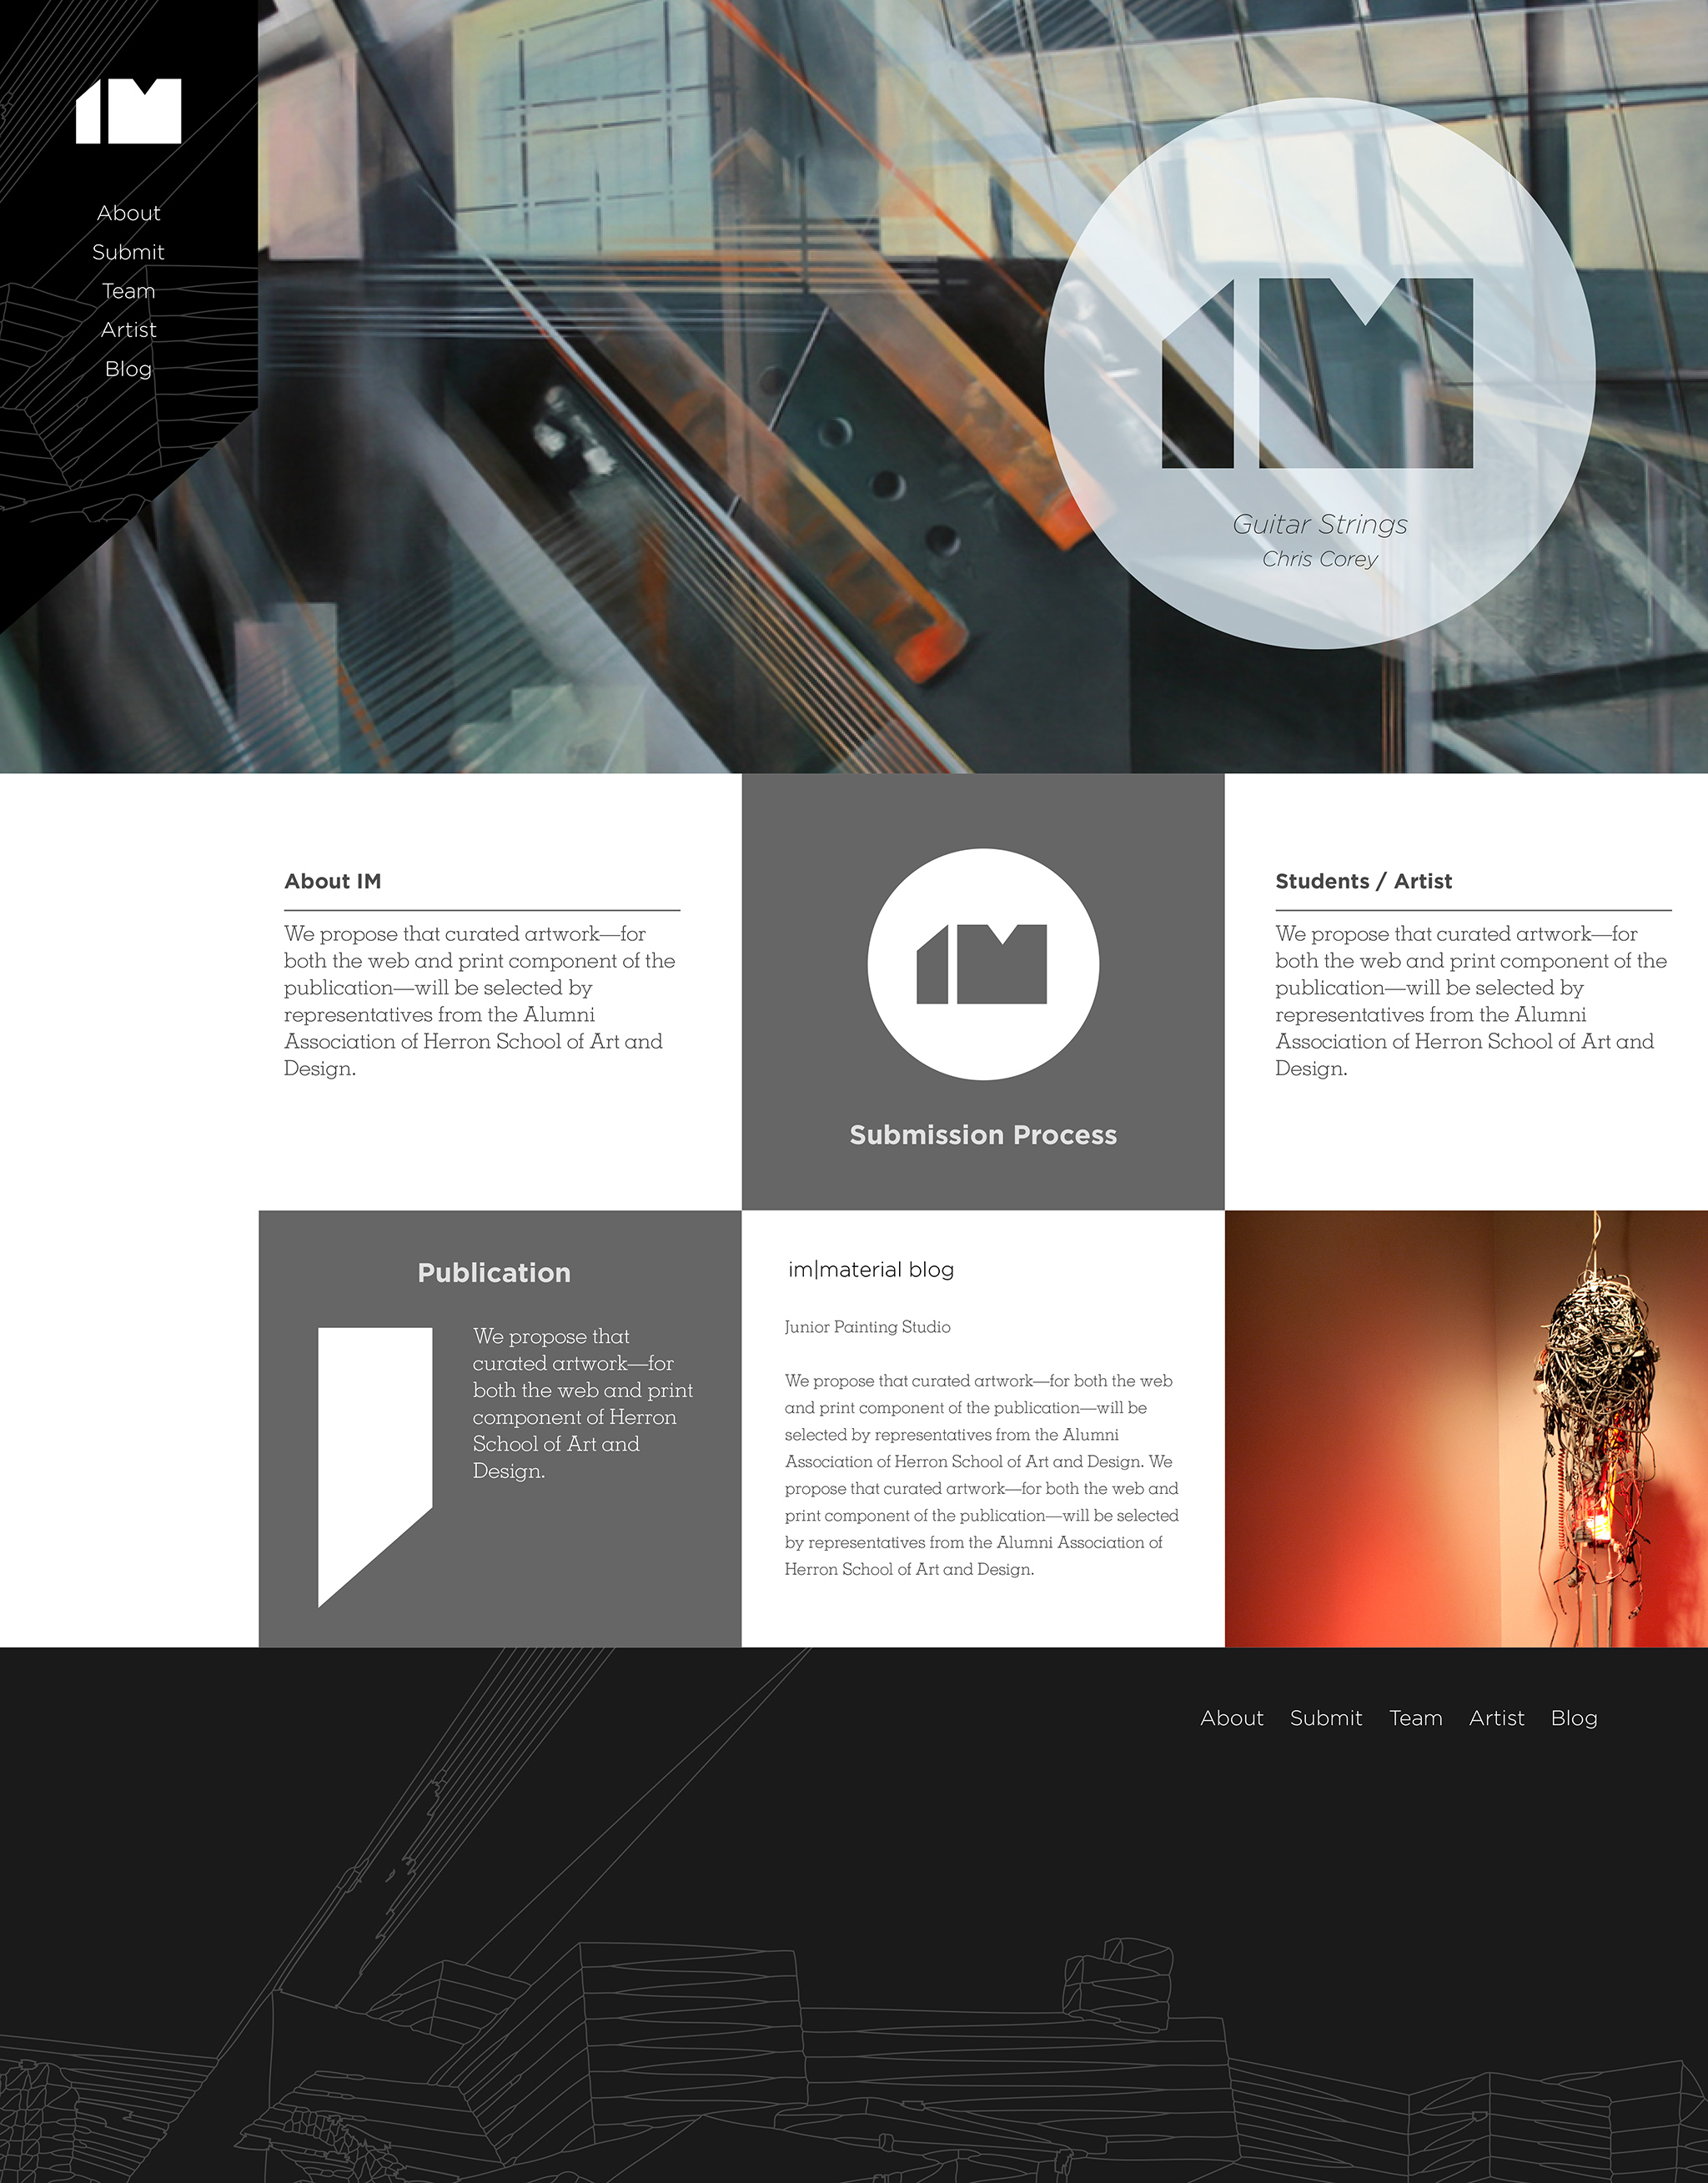 IM
About
Submit
Team
Artist
Blog
IM
Guitar Strings
Chris Corey
About IM
We propose that curated artwork—for
both the web and print component of the
publication—will be selected by
representatives from the Alumni
Association of Herron School of Art and
Design.
IM
Submission Process
Students / Artist
We propose that curated artwork—for
both the web and print component of the
publication—will be selected by
representatives from the Alumni
Association of Herron School of Art and
Design.
Publication
We propose that
curated artwork—for
both the web and print
component of Herron
School of Art and
Design.
im|material blog
Junior Painting Studio
We propose that curated artwork—for both the web
and print component of the publication—will be
selected by representatives from the Alumni
Association of Herron School of Art and Design. We
propose that curated artwork—for both the web and
print component of the publication—will be selected
by representatives from the Alumni Association of
Herron School of Art and Design.
About Submit Team Artist Blog